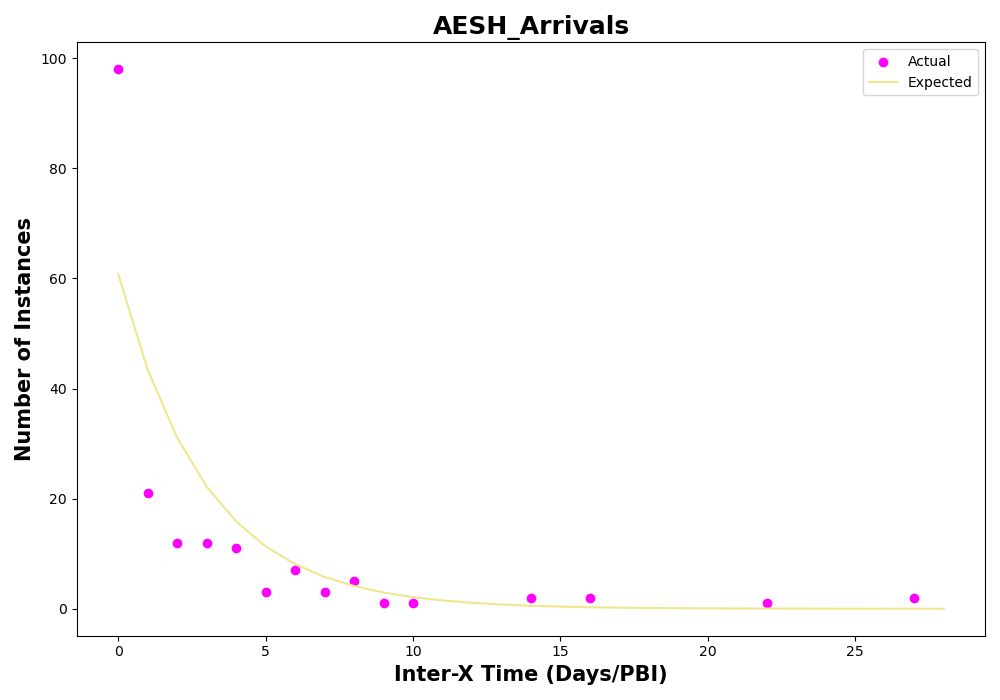 AESH_Arrivals
Actual
Expected
100
80
60
40
20
0
Number of Instances
0 5 10 15 20 25
Inter-X Time (Days/PBI)